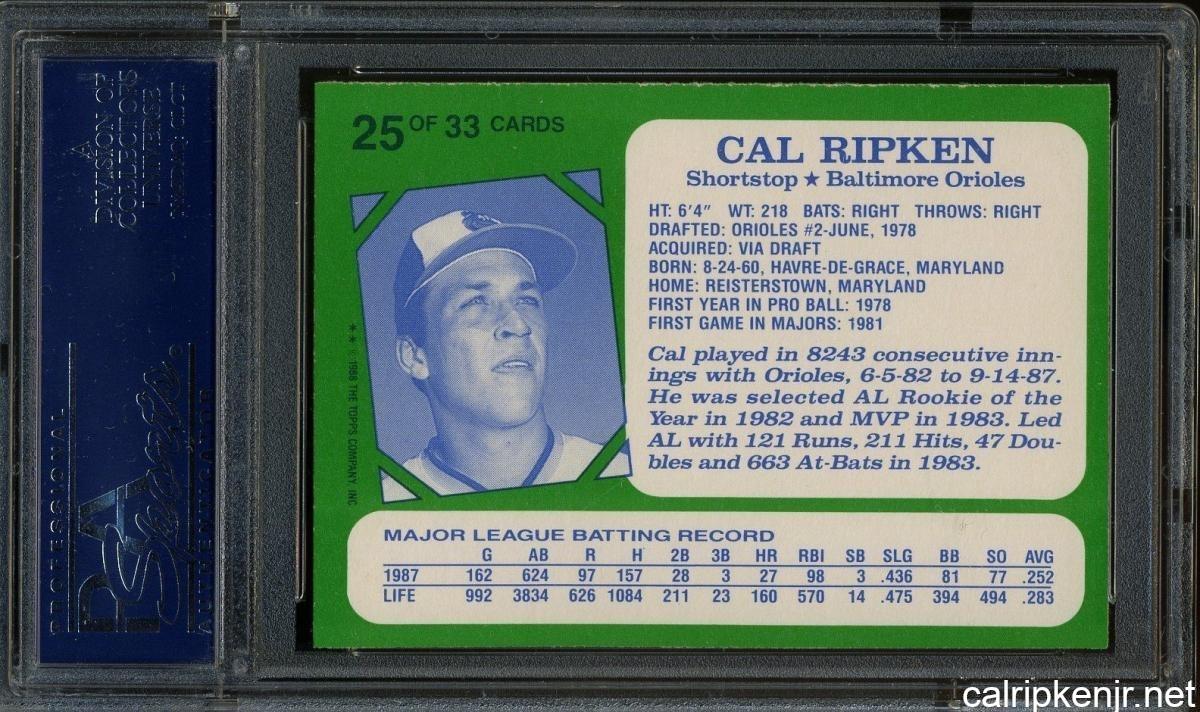 A
DIVISION OF
COLLECTORS
UNIVERSE
NASDAQ: CLCT
PROFESSIONAL
PSA
Sports
AUTHENTICATOR
25 OF 33 CARDS
CAL RIPKEN
Shortstop ★ Baltimore Orioles
HT: 6'4" WT: 218 BATS: RIGHT THROWS: RIGHT
DRAFTED: ORIOLES #2-JUNE, 1978
ACQUIRED: VIA DRAFT
BORN: 8-24-60, HAVRE-DE-GRACE, MARYLAND
HOME: REISTERSTOWN, MARYLAND
FIRST YEAR IN PRO BALL: 1978
FIRST GAME IN MAJORS: 1981
Cal played in 8243 consecutive inn-
ings with Orioles, 6-5-82 to 9-14-87.
He was selected AL Rookie of the
Year in 1982 and MVP in 1983. Led
AL with 121 Runs, 211 Hits, 47 Dou-
bles and 663 At-Bats in 1983.
** © 1988 THE TOPPS COMPANY, INC
MAJOR LEAGUE BATTING RECORD
G AB R H 2B 3B HR RBI SB SLG BB SO AVG
1987 162 624 97 157 28 3 27 98 3 .436 81 77 .252
LIFE 992 3834 626 1084 211 23 160 570 14 .475 394 494 .283
calripkenjr.net